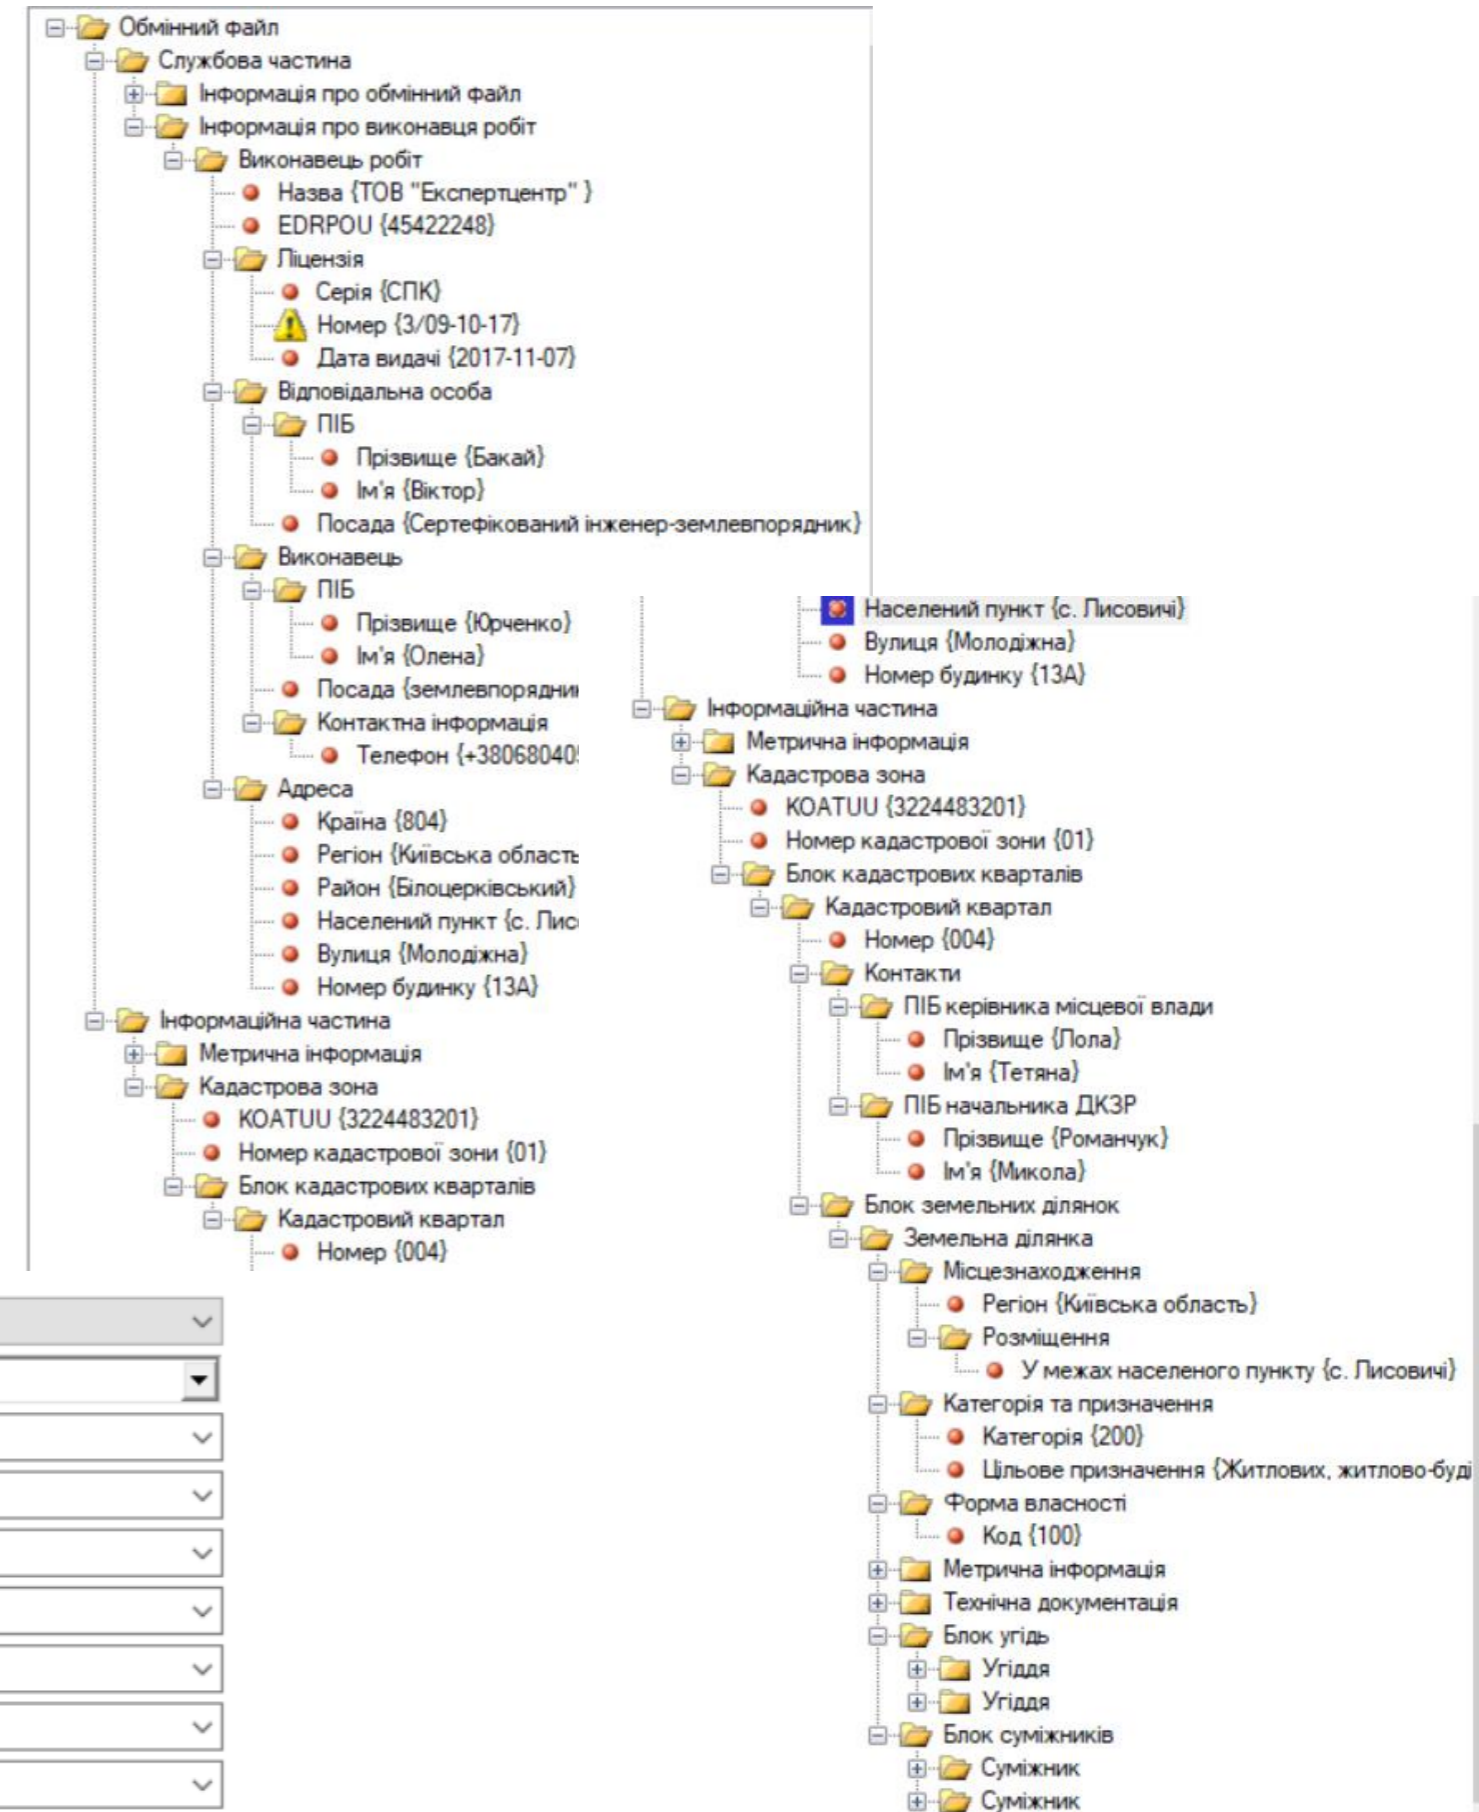 Обмінний файл
Службова частина
Інформація про обмінний файл
Інформація про виконавця робіт
Виконавець робіт
Назва {ТОВ "Експертцентр" }
EDRPOU {45422248}
Ліцензія
Серія {СПК}
Номер {3/09-10-17}
Дата видачі {2017-11-07}
Відповідальна особа
ПІБ
Прізвище {Бакай}
Ім'я {Віктор}
Посада {Сертефікований інженер-землевпорядник}
Виконавець
ПІБ
Прізвище {Юрченко}
Ім'я {Олена}
Посада {землевпорядник
Контактна інформація
Телефон {+380680405
Адреса
Країна {804}
Регіон {Київська область
Район {Білоцерківський}
Населений пункт {с. Лисо
Вулиця {Молодіжна}
Номер будинку {13А}
Інформаційна частина
Метрична інформація
Кадастрова зона
KOATUU {3224483201}
Номер кадастрової зони {01}
Блок кадастрових кварталів
Кадастровий квартал
Номер {004}
Населений пункт {с. Лисовичі}
Вулиця {Молодіжна}
Номер будинку {13А}
Інформаційна частина
Метрична інформація
Кадастрова зона
KOATUU {3224483201}
Номер кадастрової зони {01}
Блок кадастрових кварталів
Кадастровий квартал
Номер {004}
Контакти
ПІБ керівника місцевої влади
Прізвище {Лола}
Ім'я {Тетяна}
ПІБ начальника ДКЗР
Прізвище {Романчук}
Ім'я {Микола}
Блок земельних ділянок
Земельна ділянка
Місцезнаходження
Регіон {Київська область}
Розміщення
У межах населеного пункту {с. Лисовичі}
Категорія та призначення
Категорія {200}
Цільове призначення {Житлових, житлово-буді
Форма власності
Код {100}
Метрична інформація
Технічна документація
Блок угідь
Угіддя
Угіддя
Блок суміжників
Суміжник
Суміжник